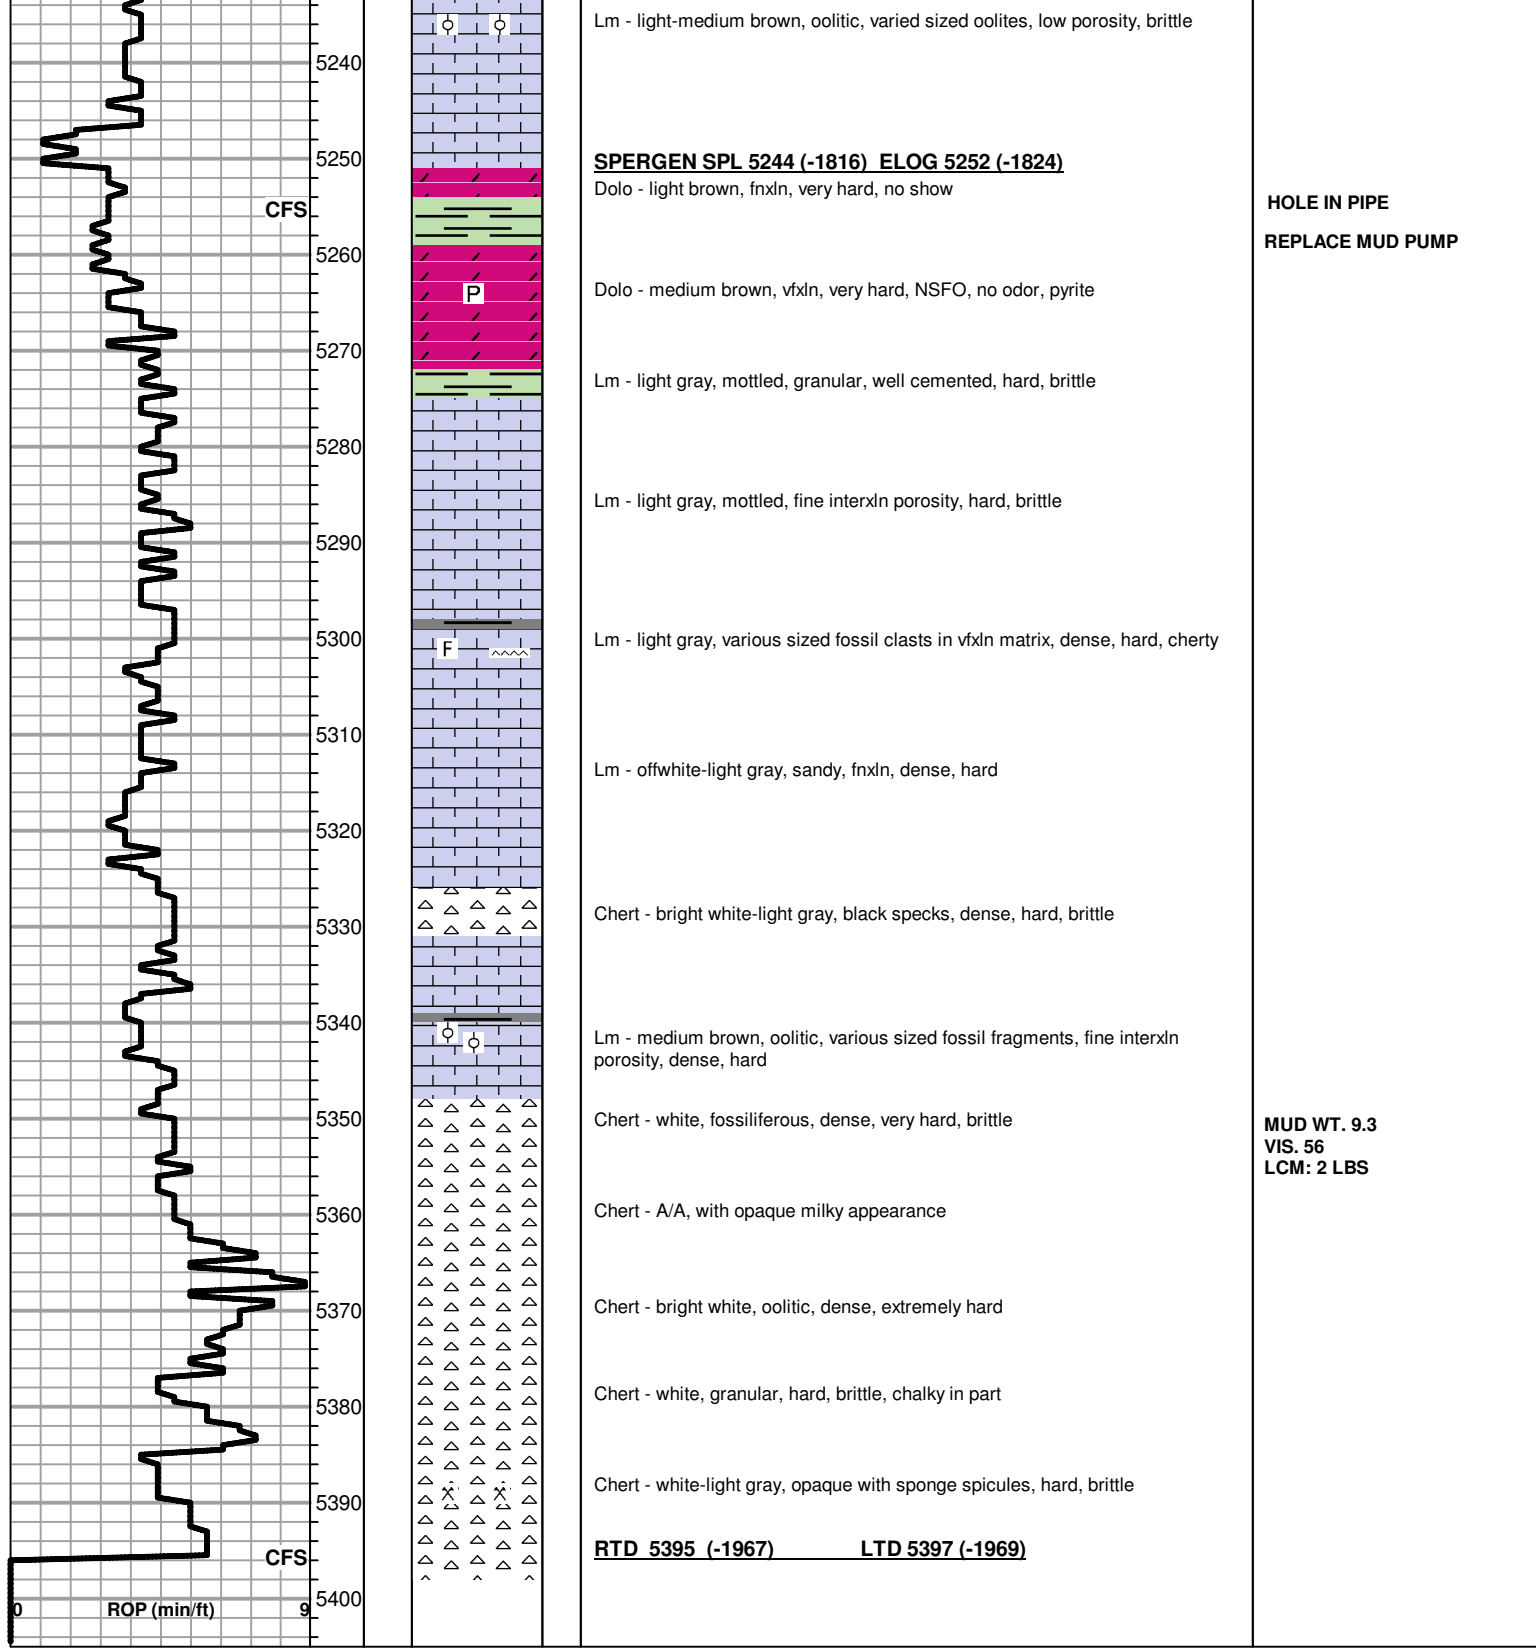 Lm - light-medium brown, oolitic, varied sized oolites, low porosity, brittle
5240
5250
SPERGEN SPL 5244 (-1816) ELOG 5252 (-1824)
Dolo - light brown, fnxln, very hard, no show
CFS
HOLE IN PIPE
REPLACE MUD PUMP
5260
P
Dolo - medium brown, vfxln, very hard, NSFO, no odor, pyrite
5270
Lm - light gray, mottled, granular, well cemented, hard, brittle
5280
Lm - light gray, mottled, fine interxln porosity, hard, brittle
5290
5300
F
Lm - light gray, various sized fossil clasts in vfxln matrix, dense, hard, cherty
5310
Lm - offwhite-light gray, sandy, fnxln, dense, hard
5320
5330
Chert - bright white-light gray, black specks, dense, hard, brittle
5340
Lm - medium brown, oolitic, various sized fossil fragments, fine interxln
porosity, dense, hard
5350
Chert - white, fossiliferous, dense, very hard, brittle
MUD WT. 9.3
VIS. 56
LCM: 2 LBS
5360
Chert - A/A, with opaque milky appearance
5370
Chert - bright white, oolitic, dense, extremely hard
5380
Chert - white, granular, hard, brittle, chalky in part
5390
Chert - white-light gray, opaque with sponge spicules, hard, brittle
CFS
RTD 5395 (-1967) LTD 5397 (-1969)
5400
0 ROP (min/ft) 9